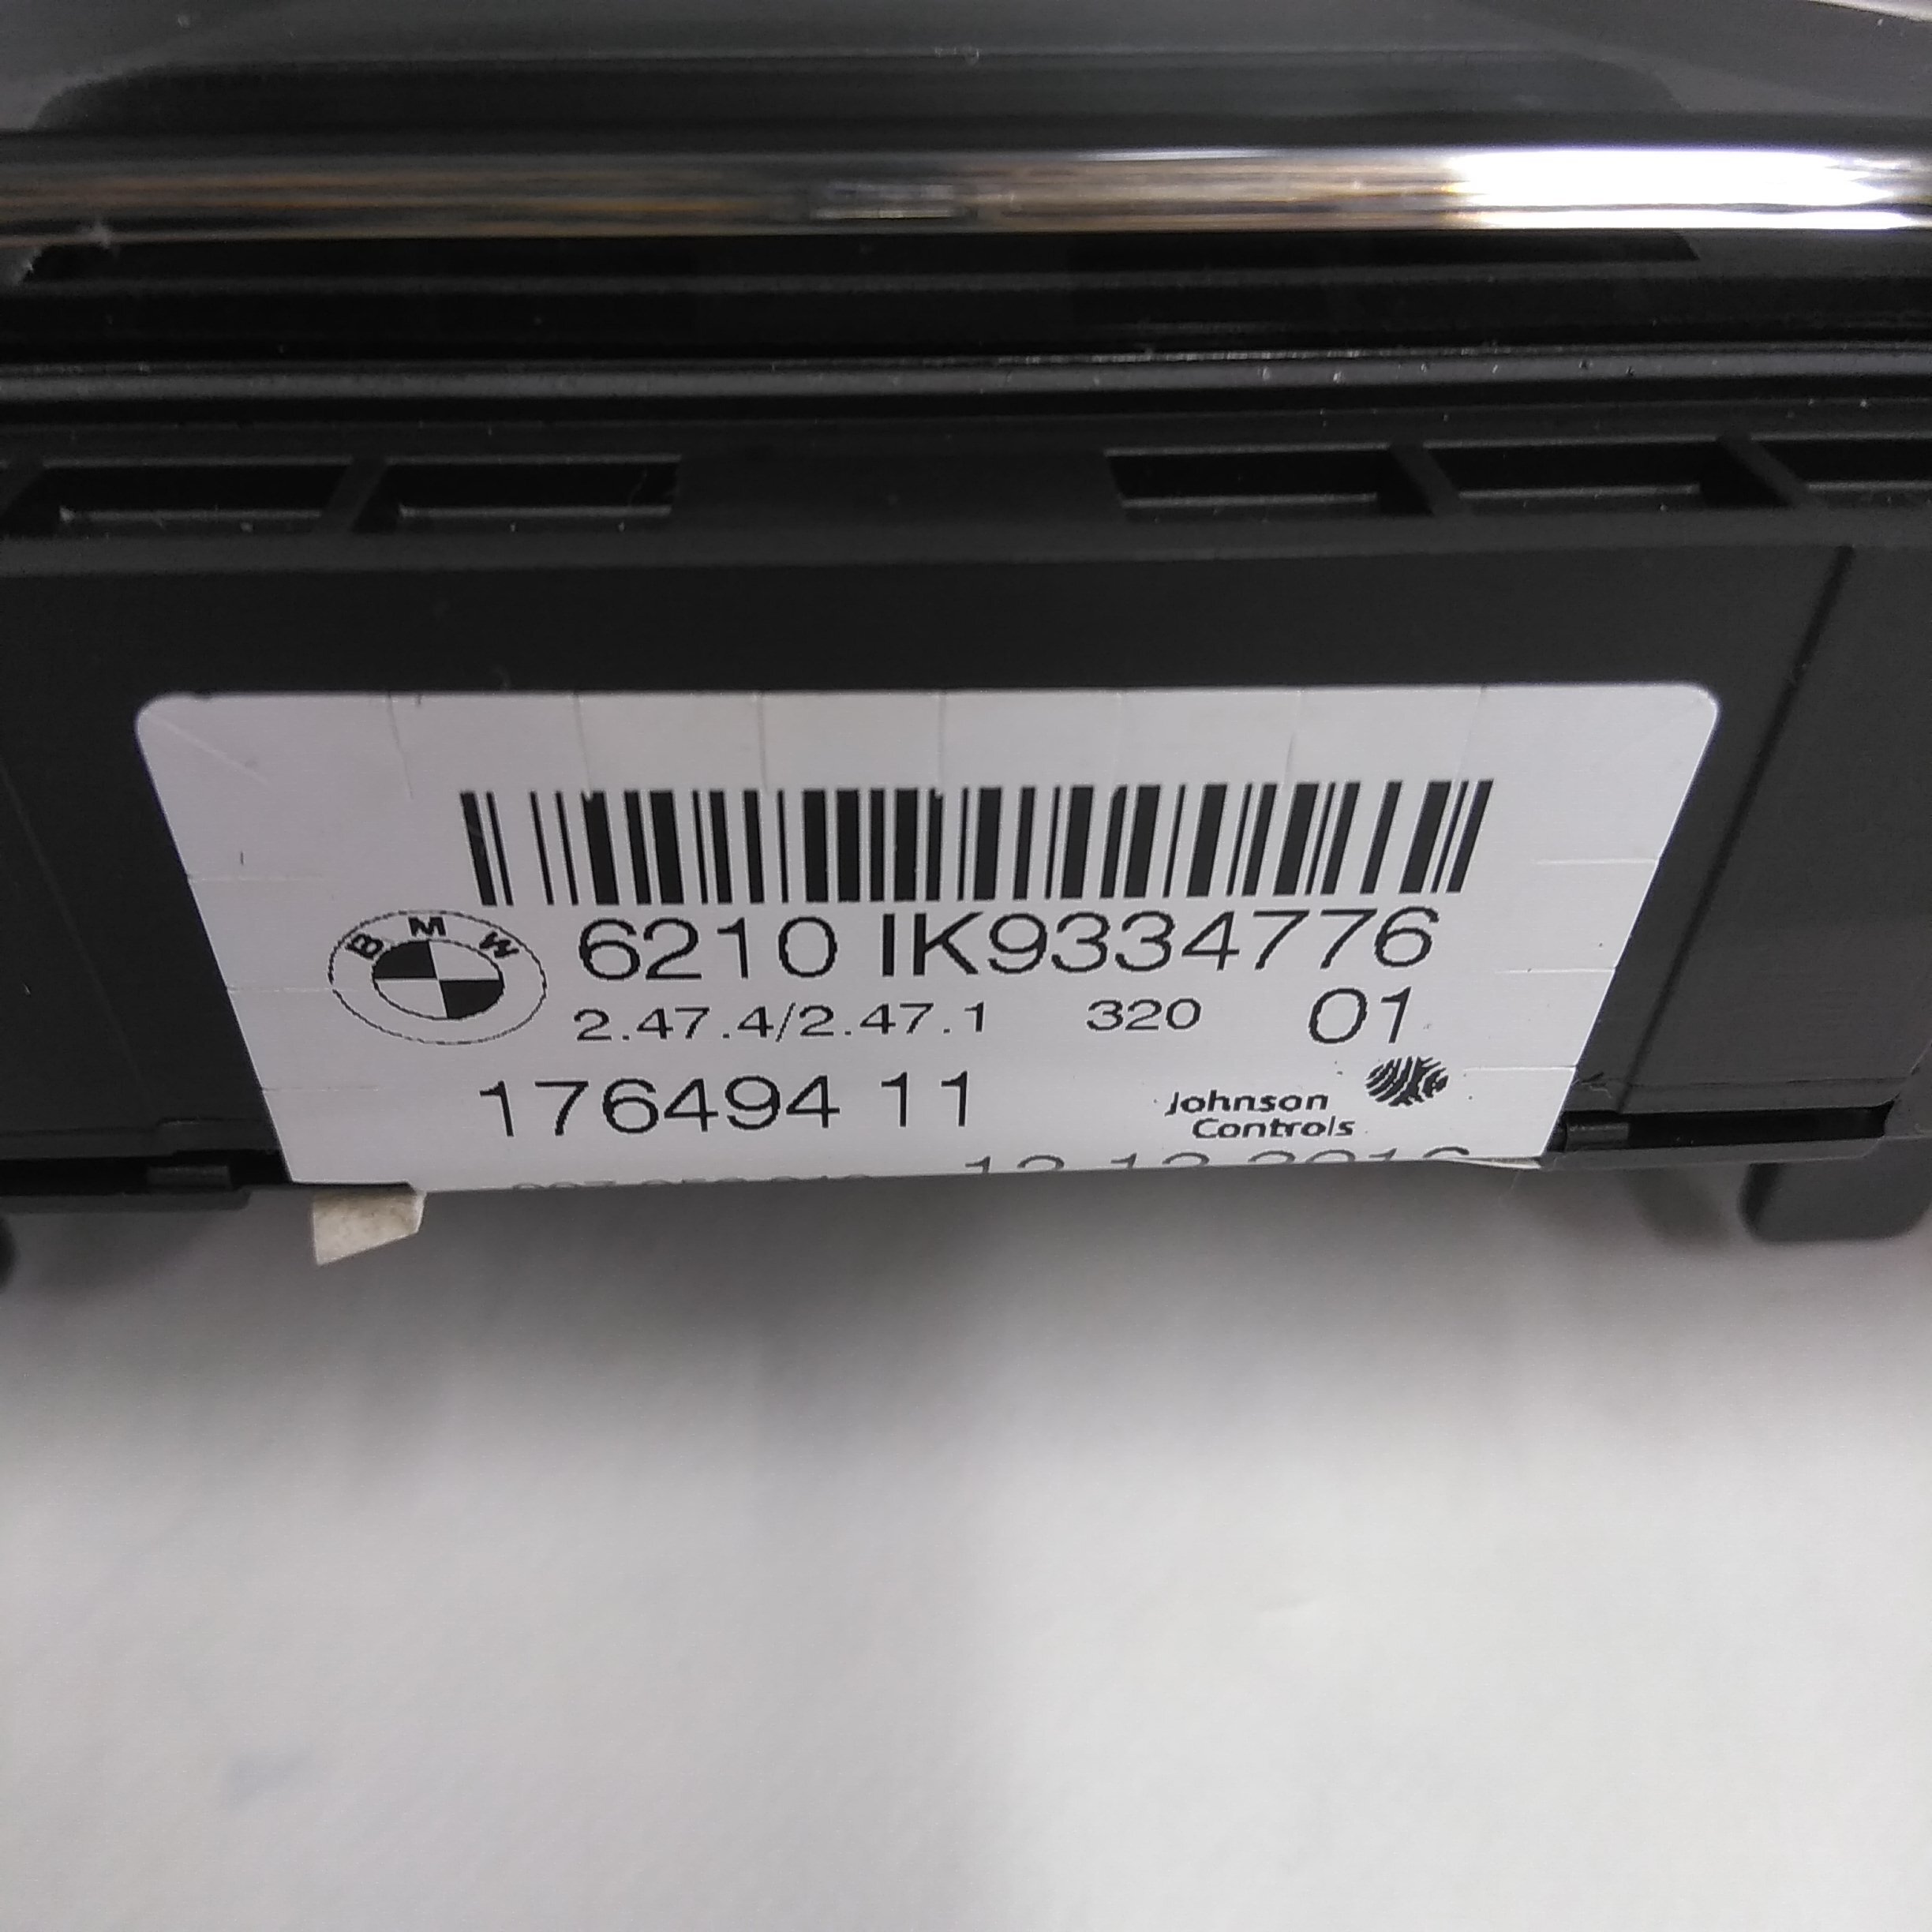 BMW
6210 IK9334776
2.47.4/2.47.1 320 01
176494 11
Johnson
Controls